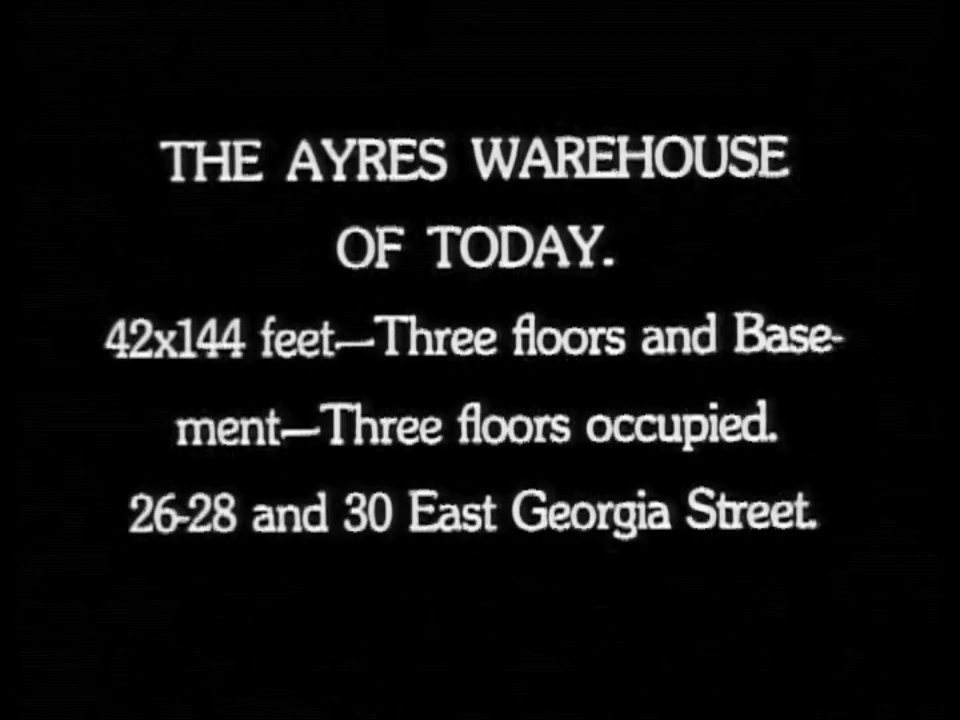 THE AYRES WAREHOUSE
OF TODAY.
42x144 feet—Three floors and Base-
ment—Three floors occupied.
26-28 and 30 East Georgia Street.